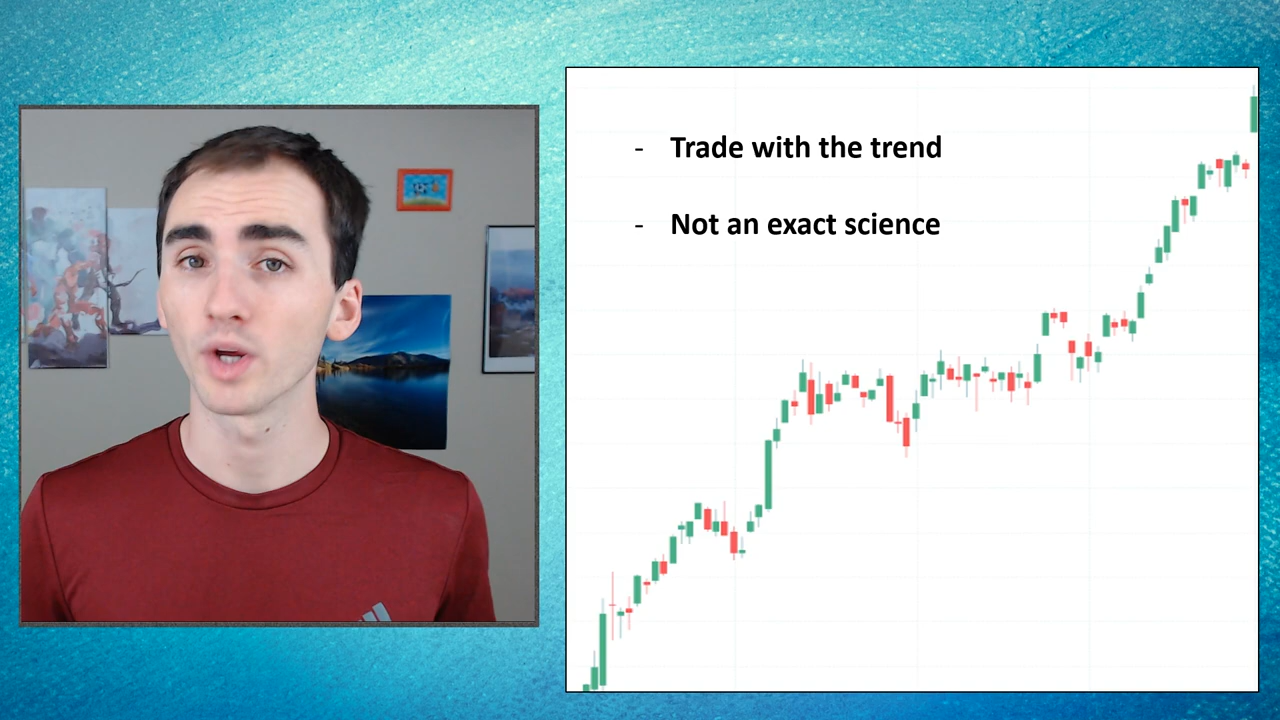 - Trade with the trend
- Not an exact science